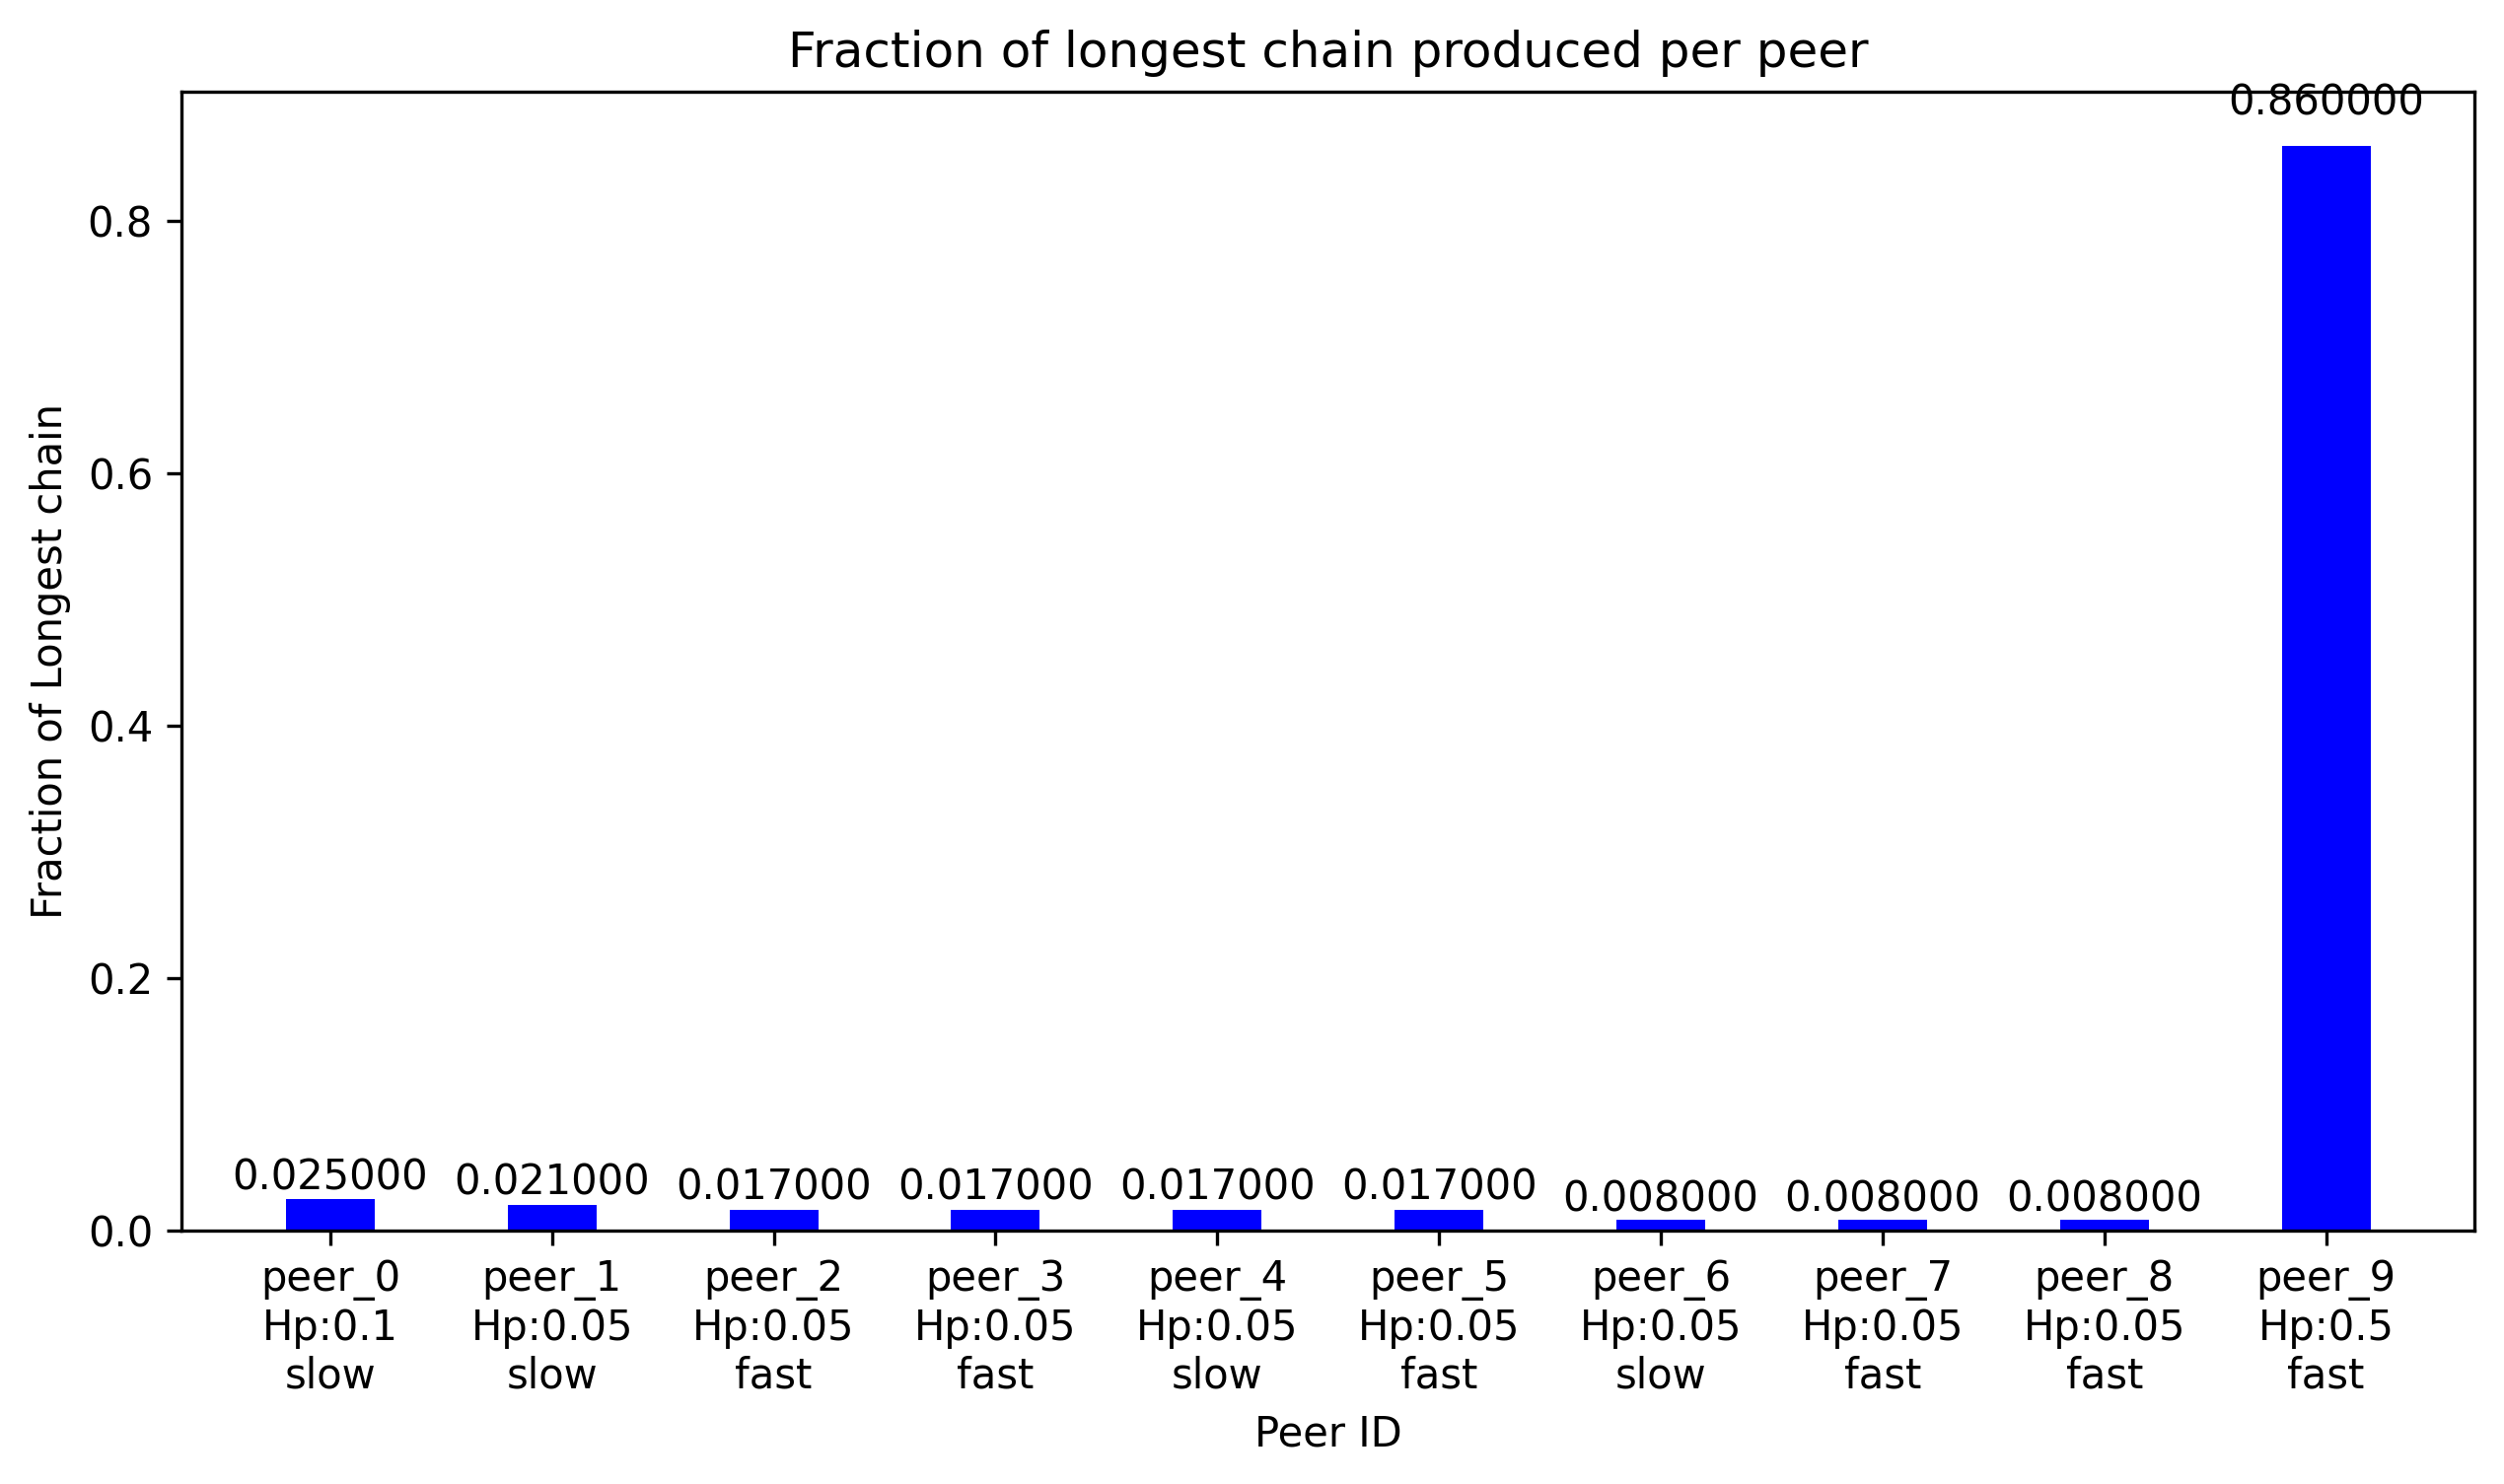 Fraction of longest chain produced per peer
Fraction of Longest chain
0.8
0.6
0.4
0.2
0.0
0.025000
0.021000
0.017000
0.017000
0.017000
0.017000
0.008000
0.008000
0.008000
0.860000
peer_0
Hp:0.1
slow
peer_1
Hp:0.05
slow
peer_2
Hp:0.05
fast
peer_3
Hp:0.05
fast
peer_4
Hp:0.05
slow
peer_5
Hp:0.05
fast
peer_6
Hp:0.05
slow
peer_7
Hp:0.05
fast
peer_8
Hp:0.05
fast
peer_9
Hp:0.5
fast
Peer ID